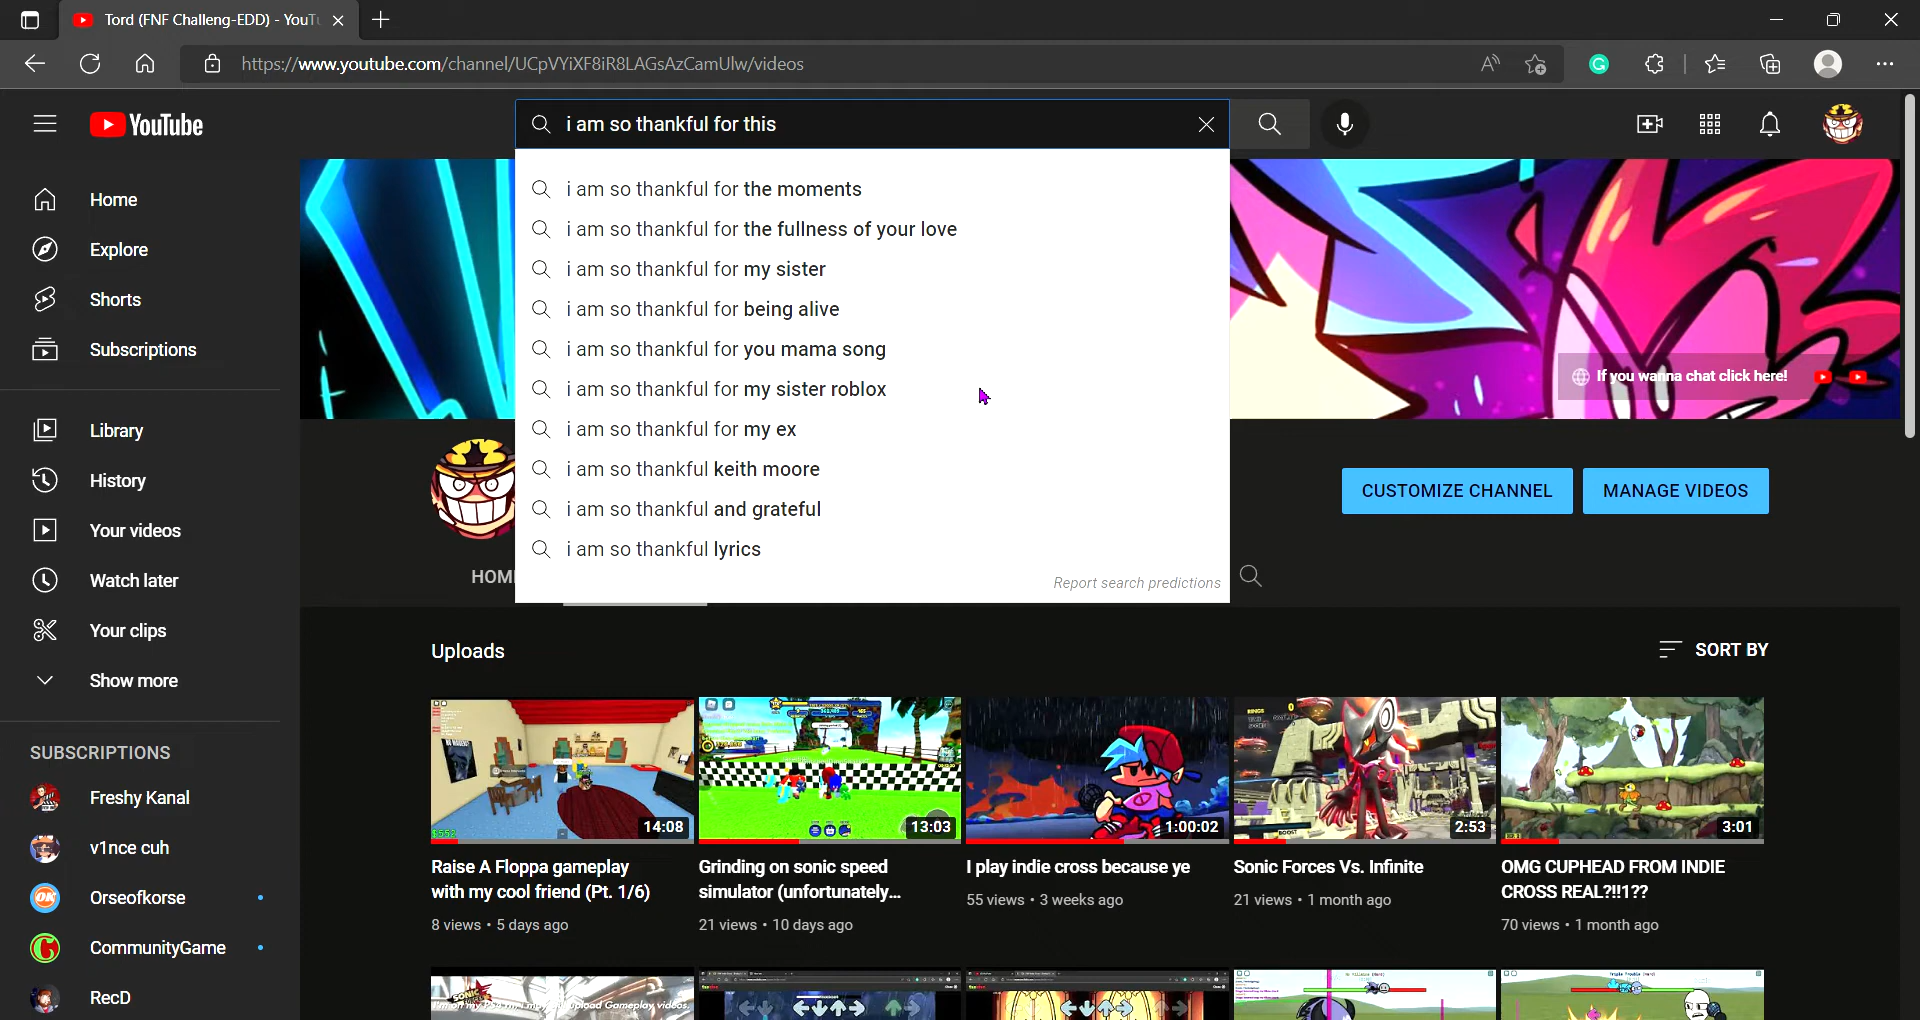 Tord (FNF Challeng-EDD) - YouT
https://www.youtube.com/channel/UCpVYiXF8iR8LAGsAzCamUlw/videos
YouTube
i am so thankful for this
i am so thankful for the moments
i am so thankful for the fullness of your love
i am so thankful for my sister
i am so thankful for being alive
i am so thankful for you mama song
i am so thankful for my sister roblox
i am so thankful for my ex
i am so thankful keith moore
i am so thankful and grateful
i am so thankful lyrics
Report search predictions
Home
Explore
Shorts
Subscriptions
Library
History
Your videos
Watch later
Your clips
Show more
SUBSCRIPTIONS
Freshy Kanal
v1nce cuh
Orseofkorse
CommunityGame
RecD
If you wanna chat click here!
CUSTOMIZE CHANNEL
MANAGE VIDEOS
HOM
Uploads
SORT BY
14:08
13:03
1:00:02
2:53
3:01
Raise A Floppa gameplay
with my cool friend (Pt. 1/6)
8 views • 5 days ago
Grinding on sonic speed
simulator (unfortunately...
21 views • 10 days ago
I play indie cross because ye
55 views • 3 weeks ago
Sonic Forces Vs. Infinite
21 views • 1 month ago
OMG CUPHEAD FROM INDIE
CROSS REAL?!!1??
70 views • 1 month ago